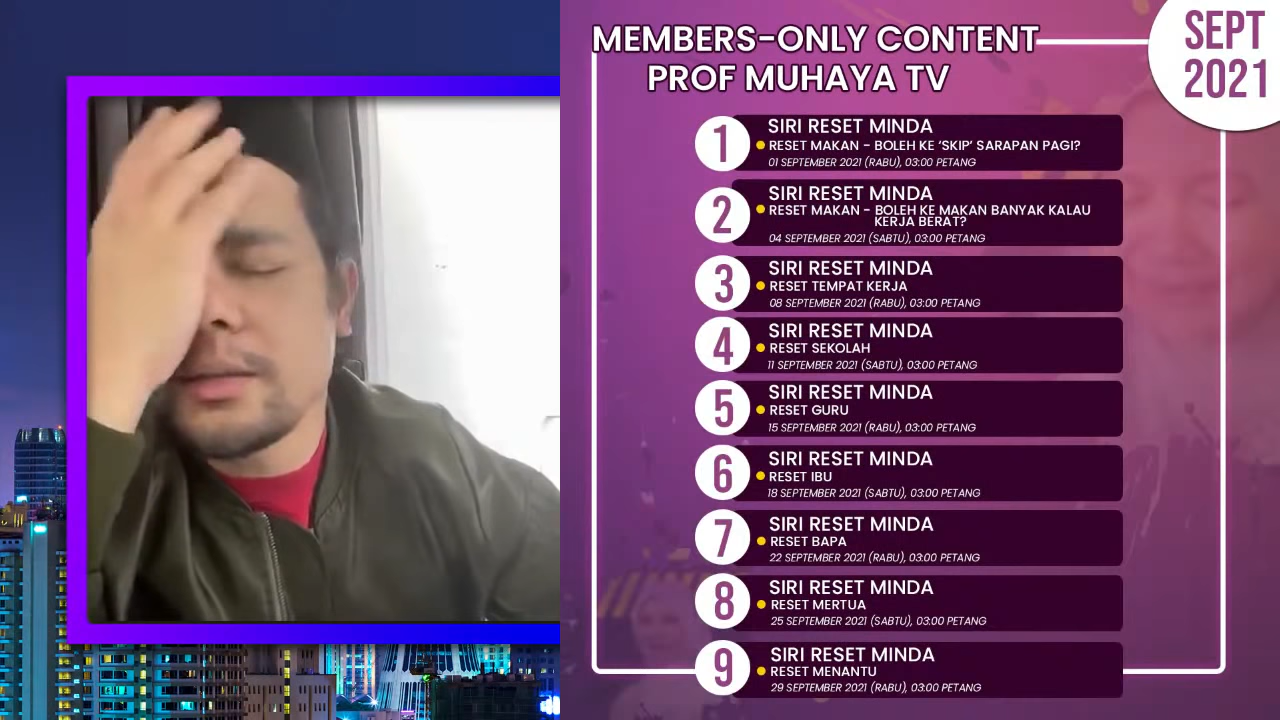 MEMBERS-ONLY CONTENT
PROF MUHAYA TV
SEPT
2021
1
SIRI RESET MINDA
RESET MAKAN - BOLEH KE 'SKIP' SARAPAN PAGI?
01 SEPTEMBER 2021 (RABU), 03:00 PETANG
2
SIRI RESET MINDA
RESET MAKAN - BOLEH KE MAKAN BANYAK KALAU
KERJA BERAT?
04 SEPTEMBER 2021 (SABTU), 03:00 PETANG
3
SIRI RESET MINDA
RESET TEMPAT KERJA
08 SEPTEMBER 2021 (RABU), 03:00 PETANG
4
SIRI RESET MINDA
RESET SEKOLAH
11 SEPTEMBER 2021 (SABTU), 03:00 PETANG
5
SIRI RESET MINDA
RESET GURU
15 SEPTEMBER 2021 (RABU), 03:00 PETANG
6
SIRI RESET MINDA
RESET IBU
18 SEPTEMBER 2021 (SABTU), 03:00 PETANG
7
SIRI RESET MINDA
RESET BAPA
22 SEPTEMBER 2021 (RABU), 03:00 PETANG
8
SIRI RESET MINDA
RESET MERTUA
25 SEPTEMBER 2021 (SABTU), 03:00 PETANG
9
SIRI RESET MINDA
RESET MENANTU
29 SEPTEMBER 2021 (RABU), 03:00 PETANG